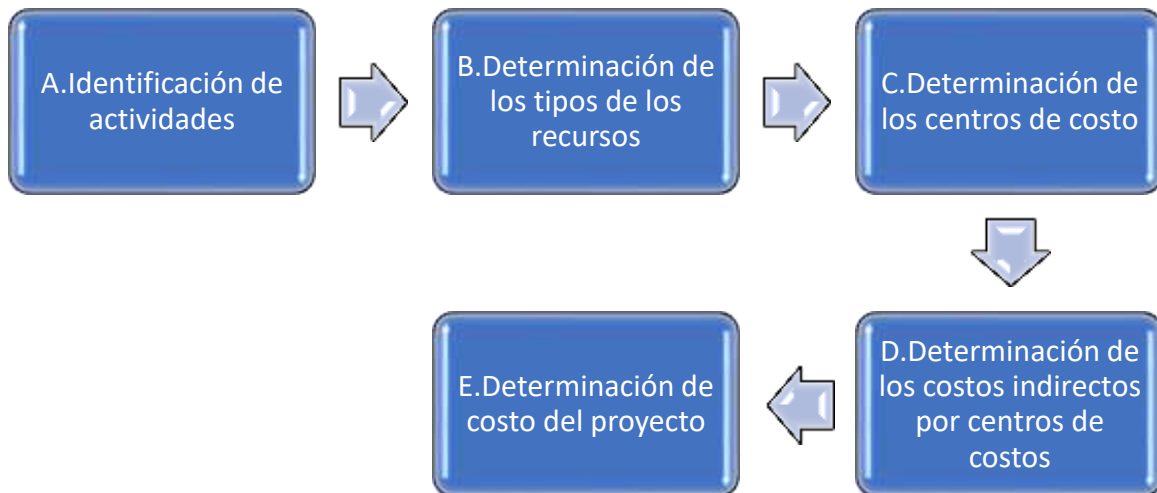 A.Identificación de
actividades
B.Determinación de
los tipos de los
recursos
C.Determinación de
los centros de costo
D.Determinación de
los costos indirectos
por centros de
costos
E.Determinación de
costo del proyecto